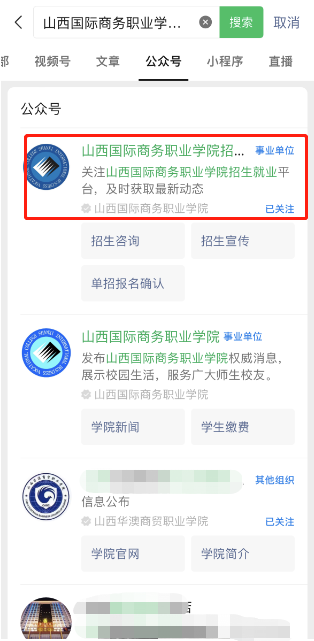 山西国际商务职业学... 搜索 取消
部 视频号 文章 公众号 小程序 直播
公众号
山西国际商务职业学院招... 事业单位
关注山西国际商务职业学院招生就业平
台，及时获取最新动态
山西国际商务职业学院 已关注
招生咨询 招生宣传
单招报名确认
山西国际商务职业学院 事业单位
发布山西国际商务职业学院权威消息，
展示校园生活，服务广大师生校友。
山西国际商务职业学院
学院新闻 学生缴费
其他组织
信息公布
山西华澳商贸职业学院 已关注
学院官网 学院简介
店